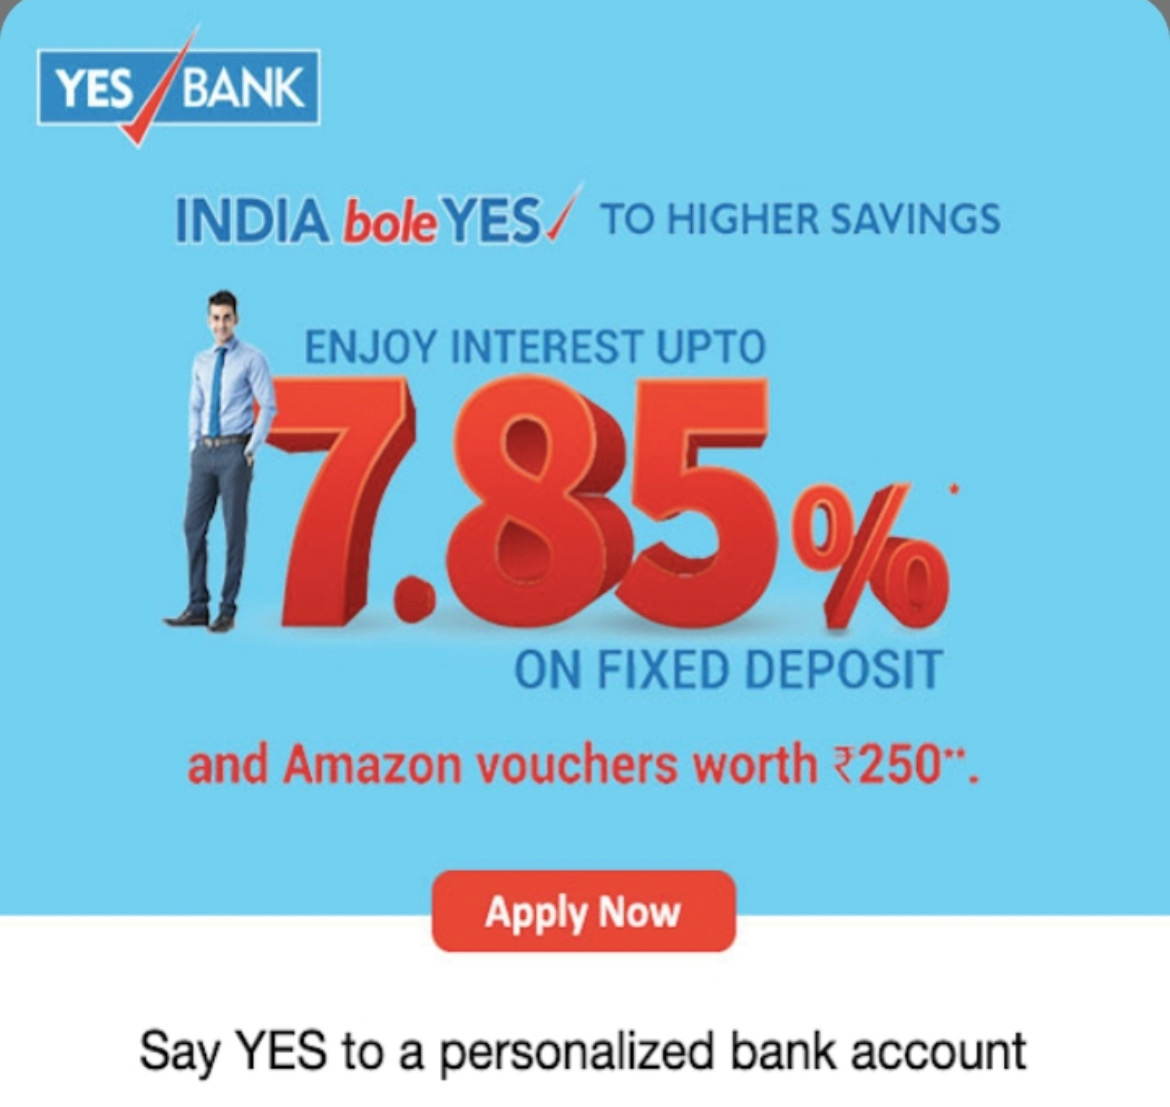 YES BANK
INDIA bole YES TO HIGHER SAVINGS
ENJOY INTEREST UPTO
7.85%*
ON FIXED DEPOSIT
and Amazon vouchers worth ₹250**.
Apply Now
Say YES to a personalized bank account